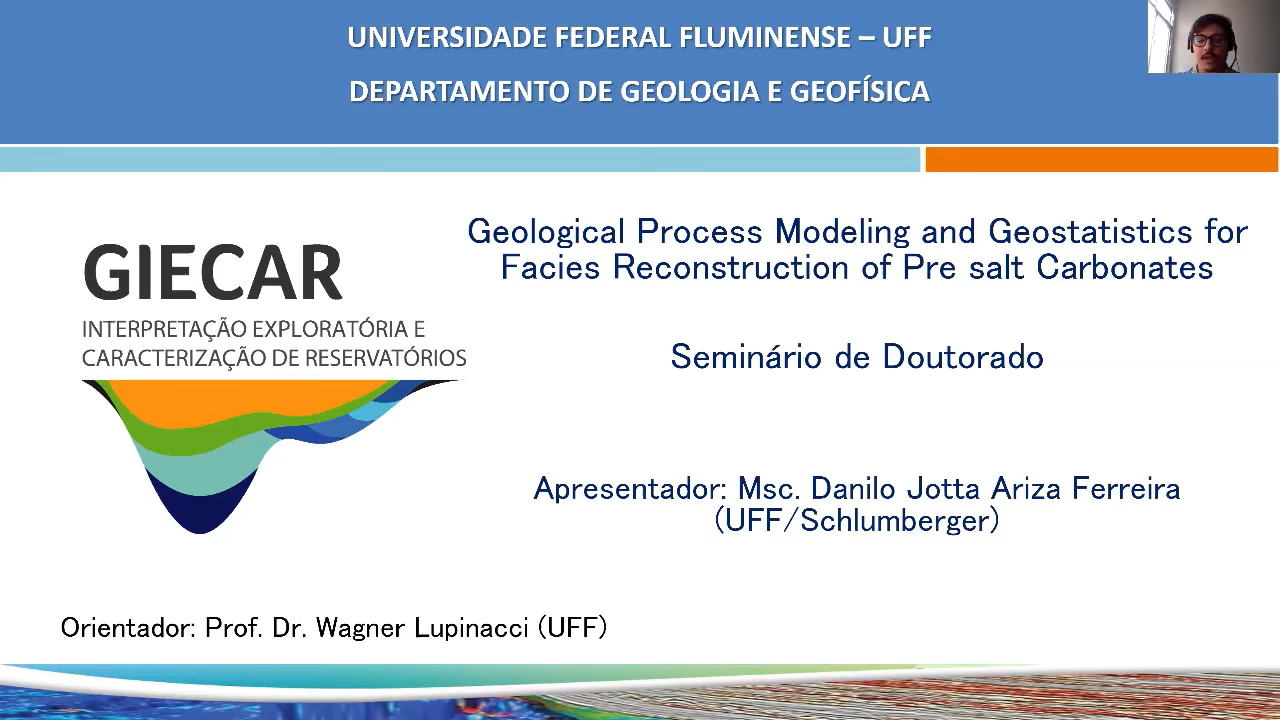 UNIVERSIDADE FEDERAL FLUMINENSE – UFF
DEPARTAMENTO DE GEOLOGIA E GEOFÍSICA
GIECAR
INTERPRETAÇÃO EXPLORATÓRIA E
CARACTERIZAÇÃO DE RESERVATÓRIOS
Geological Process Modeling and Geostatistics for
Facies Reconstruction of Pre salt Carbonates
Seminário de Doutorado
Apresentador: Msc. Danilo Jotta Ariza Ferreira
(UFF/Schlumberger)
Orientador: Prof. Dr. Wagner Lupinacci (UFF)